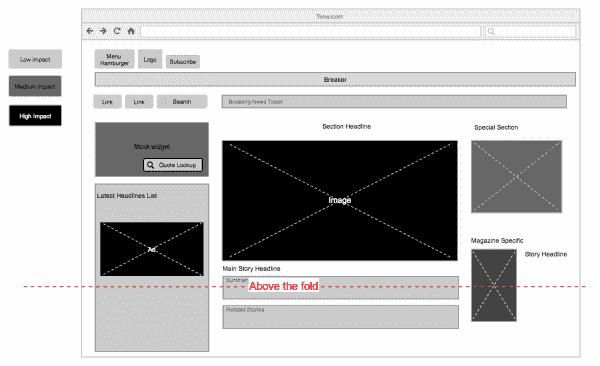 Time.com
Low impact
Medium impact
High Impact
Menu
Hamburger
Logo
Subscribe
Breaker
Link
Link
Search
Breaking News Ticker
Stock widget
Quote Lookup
Section Headline
Special Section
Latest Headlines List
Image
Ad
Magazine Specific
Story Headline
Main Story Headline
Above the fold
Related Stories